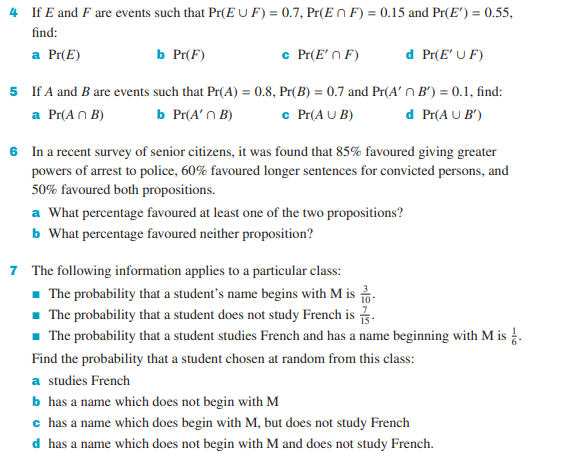 4 If E and F are events such that Pr(E ∪ F) = 0.7, Pr(E ∩ F) = 0.15 and Pr(E′) = 0.55,
find:
a Pr(E) b Pr(F) c Pr(E′ ∩ F) d Pr(E′ ∪ F)
5 If A and B are events such that Pr(A) = 0.8, Pr(B) = 0.7 and Pr(A′ ∩ B′) = 0.1, find:
a Pr(A ∩ B) b Pr(A′ ∩ B) c Pr(A ∪ B) d Pr(A ∪ B′)
6 In a recent survey of senior citizens, it was found that 85% favoured giving greater
powers of arrest to police, 60% favoured longer sentences for convicted persons, and
50% favoured both propositions.
a What percentage favoured at least one of the two propositions?
b What percentage favoured neither proposition?
7 The following information applies to a particular class:
■ The probability that a student's name begins with M is 3/10.
■ The probability that a student does not study French is 7/15.
■ The probability that a student studies French and has a name beginning with M is 1/6.
Find the probability that a student chosen at random from this class:
a studies French
b has a name which does not begin with M
c has a name which does begin with M, but does not study French
d has a name which does not begin with M and does not study French.